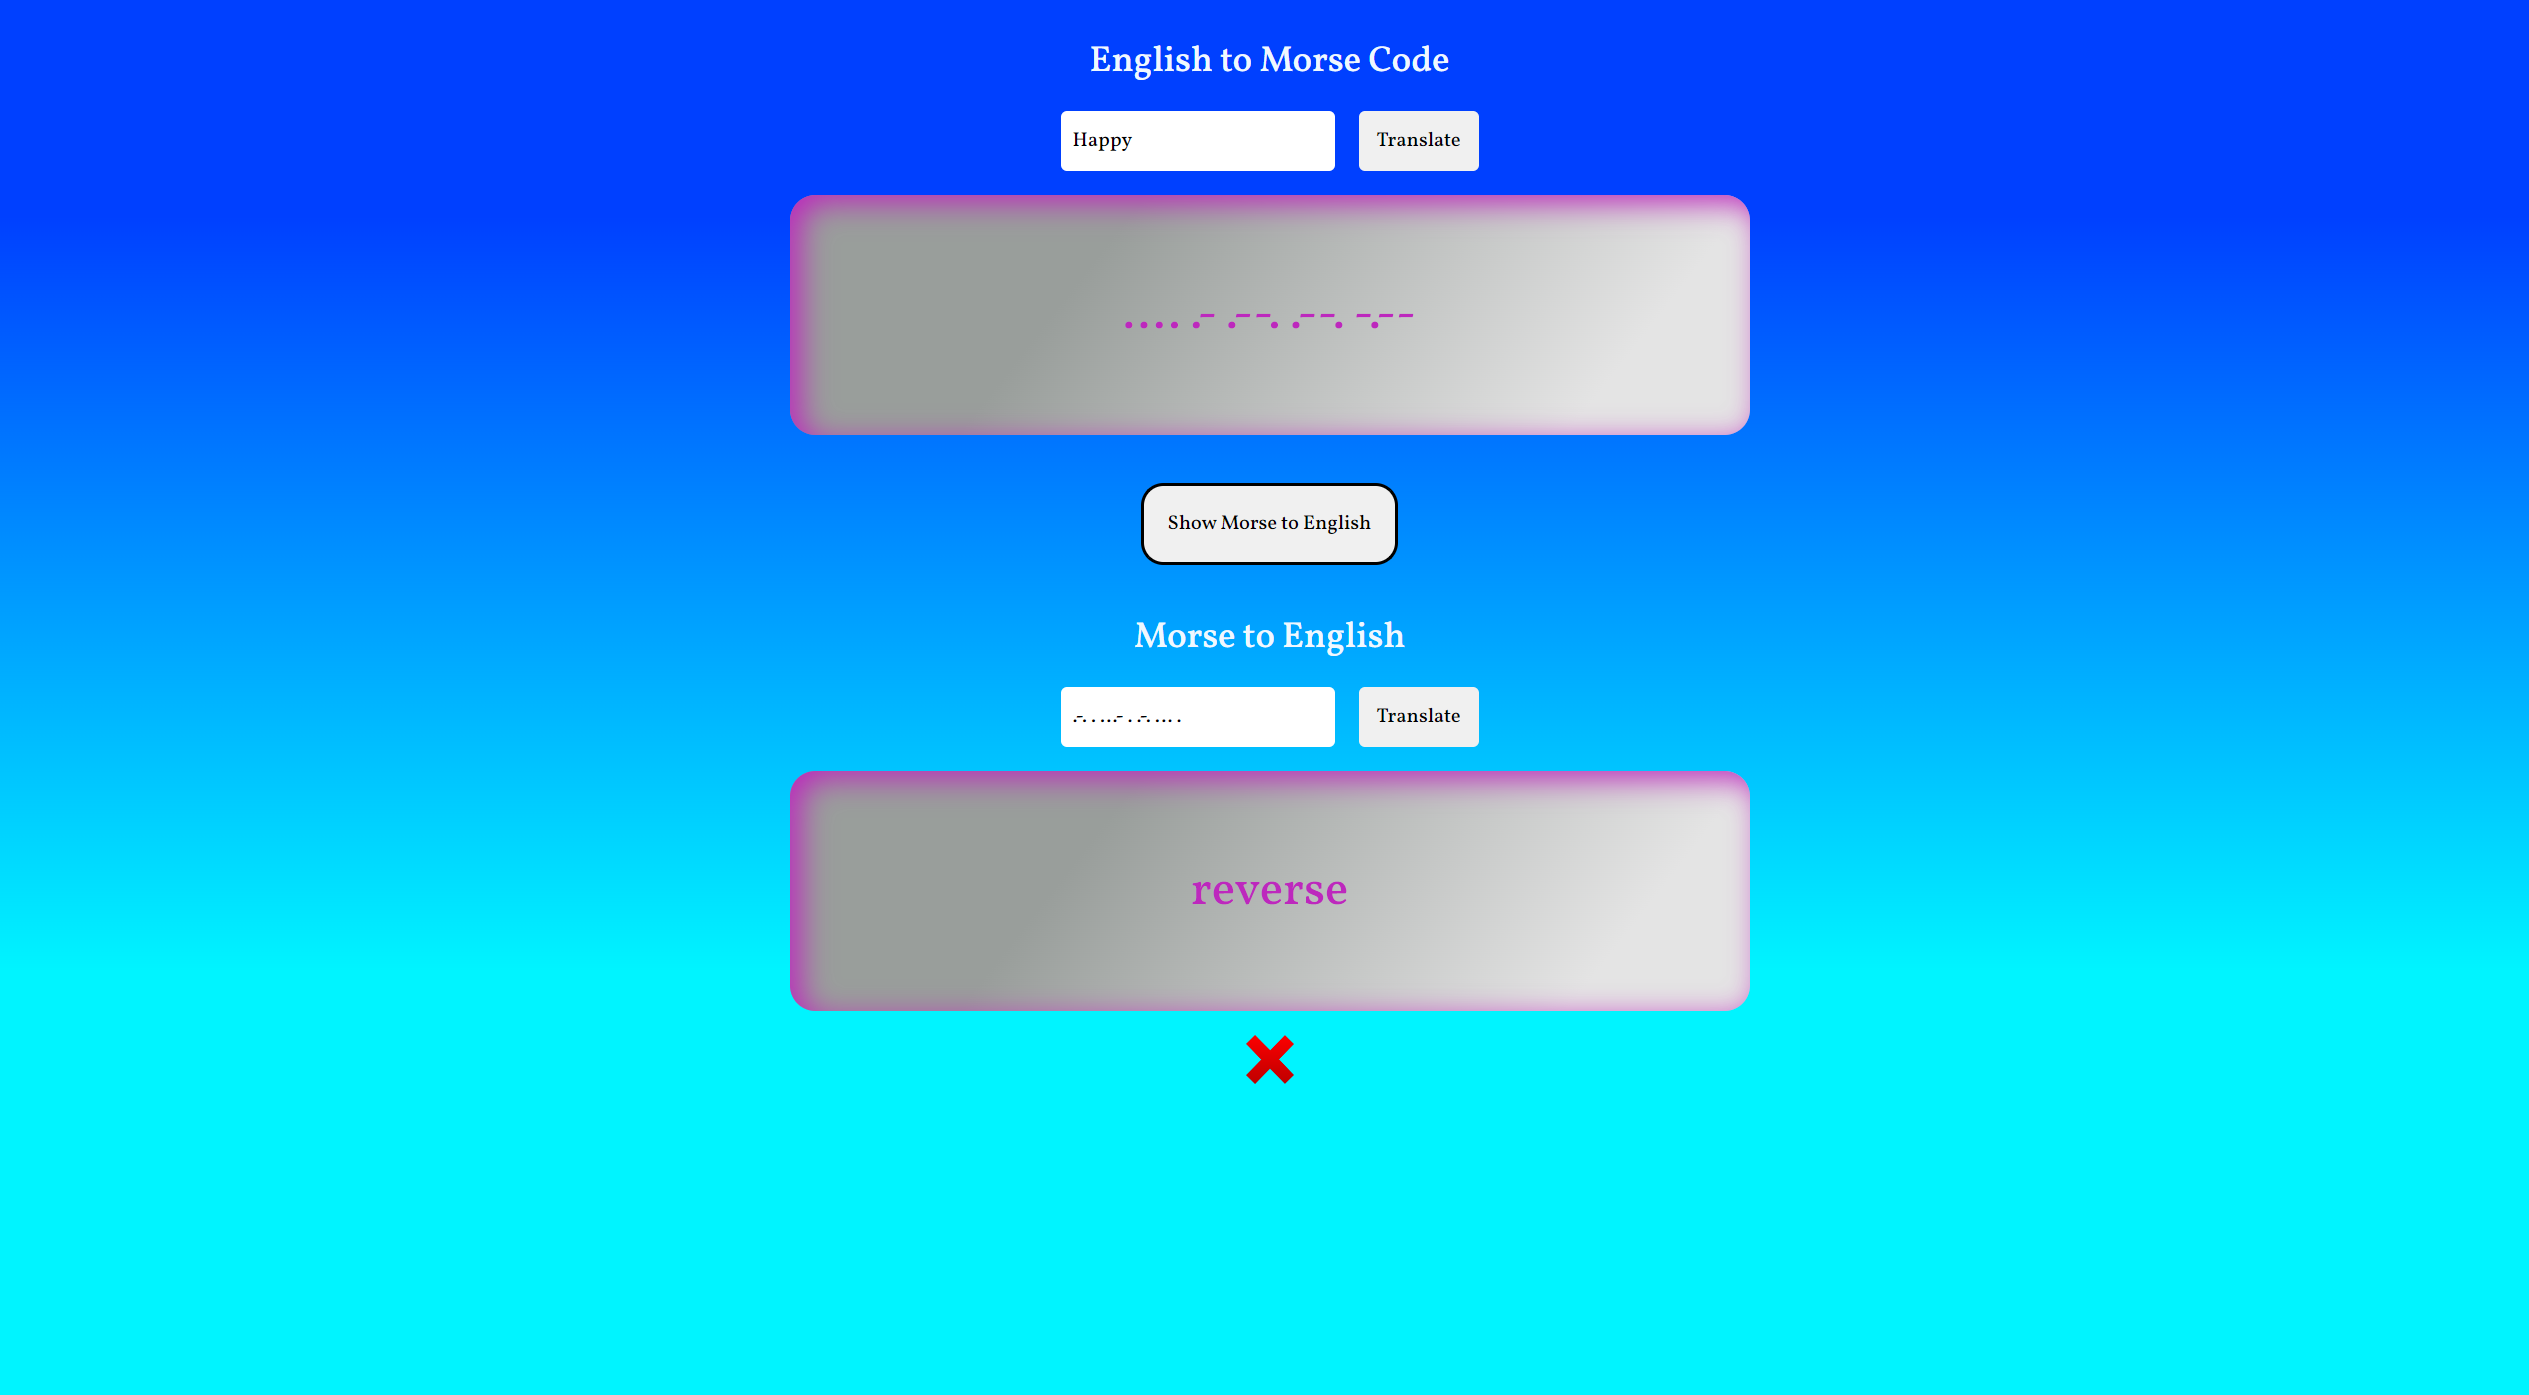 English to Morse Code
Happy
Translate
.... .- .--. .--. -.--
Show Morse to English
Morse to English
.-. . ...- . .-. ... .
Translate
reverse